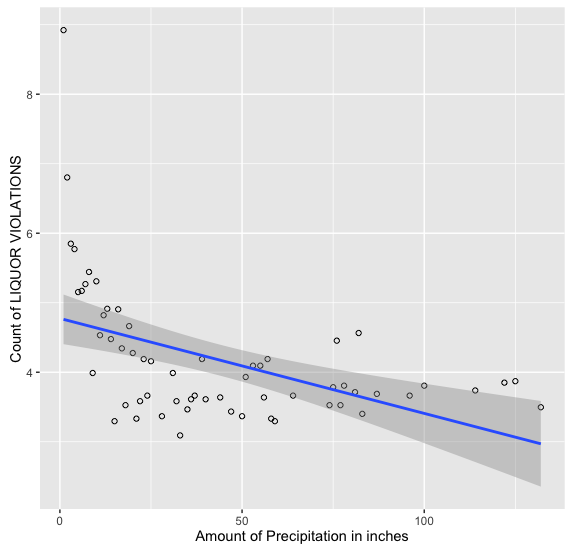 8
6
4
Count of LIQUOR VIOLATIONS
0 50 100
Amount of Precipitation in inches